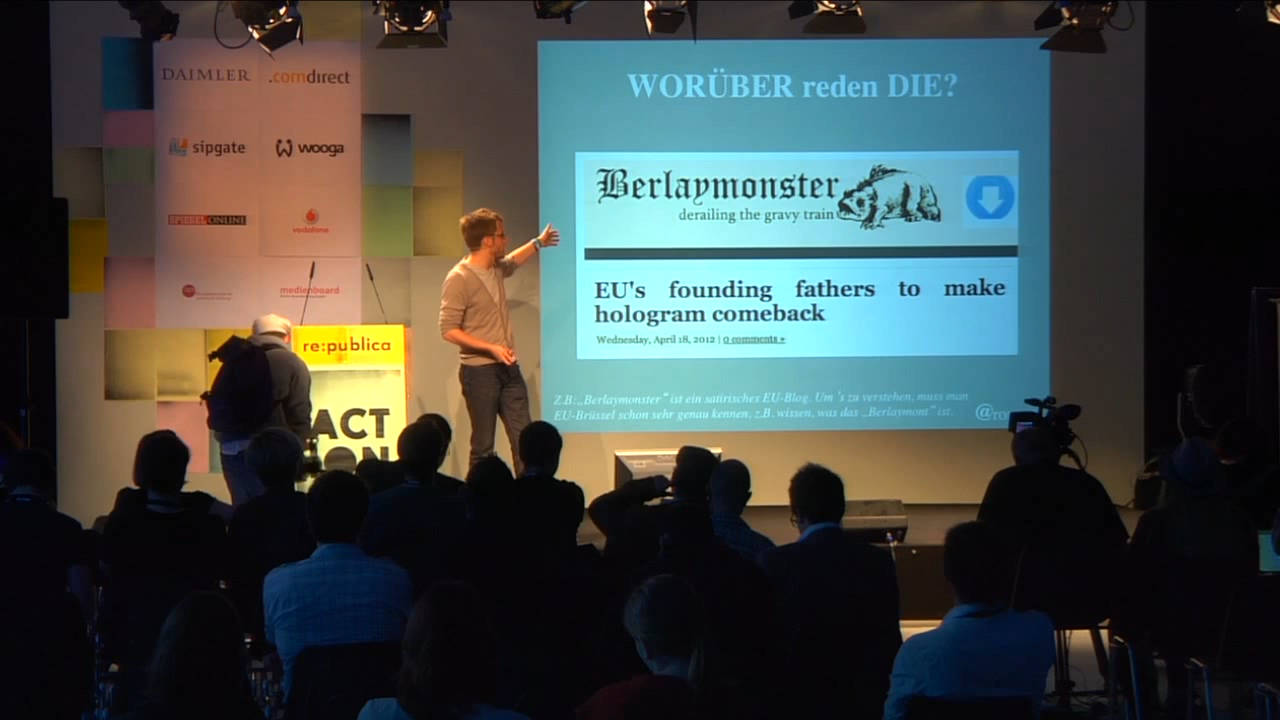 DAIMLER
.comdirect
sipgate
wooga
SPIEGEL ONLINE
vodafone
medienboard
re:publica
ACT
WORÜBER reden DIE?
Berlaymonster
derailing the gravy train
EU's founding fathers to make
hologram comeback
Wednesday, April 18, 2012 | 0 comments »
Z.B: „Berlaymonster“ ist ein satirisches EU-Blog. Um 's zu verstehen, muss man
EU-Brüssel schon sehr genau kennen, z.B. wissen, was das „Berlaymont“ ist.